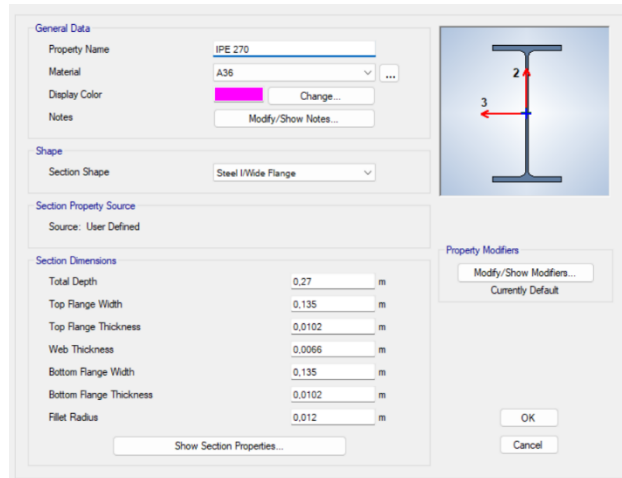 General Data
Property Name IPE 270
Material A36 ...
Display Color Change...
Notes Modify/Show Notes...
2
3
Shape
Section Shape Steel I/Wide Flange
Section Property Source
Source: User Defined
Property Modifiers
Modify/Show Modifiers...
Currently Default
Section Dimensions
Total Depth 0,27 m
Top Flange Width 0,135 m
Top Flange Thickness 0,0102 m
Web Thickness 0,0066 m
Bottom Flange Width 0,135 m
Bottom Flange Thickness 0,0102 m
Fillet Radius 0,012 m
Show Section Properties...
OK
Cancel